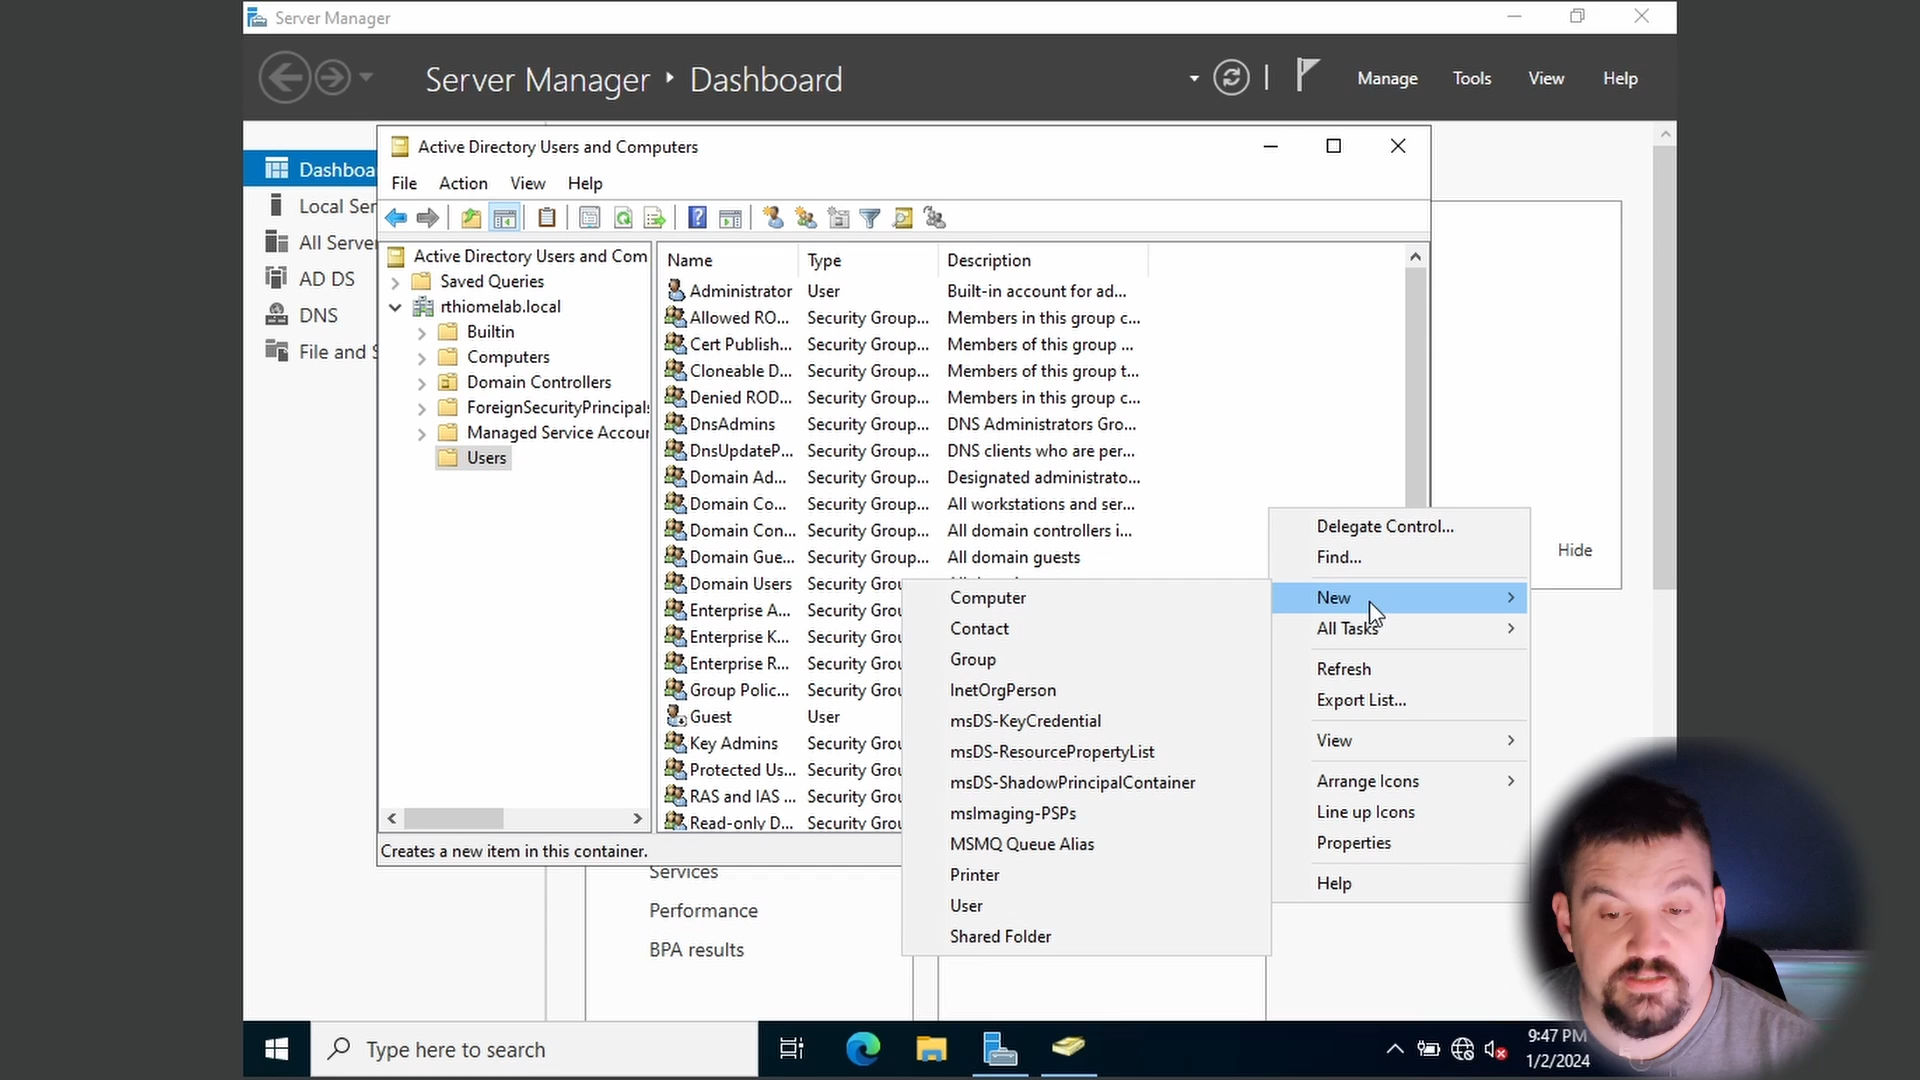 Server Manager
Server Manager ‣ Dashboard
Manage Tools View Help
Dashboa
Local Ser
All Server
AD DS
DNS
File and S
Active Directory Users and Computers
File Action View Help
Active Directory Users and Com
Saved Queries
rthiomelab.local
Builtin
Computers
Domain Controllers
ForeignSecurityPrincipals
Managed Service Accour
Users
Name Type Description
Administrator User Built-in account for ad...
Allowed RO... Security Group... Members in this group c...
Cert Publish... Security Group... Members of this group ...
Cloneable D... Security Group... Members of this group t...
Denied ROD... Security Group... Members in this group c...
DnsAdmins Security Group... DNS Administrators Gro...
DnsUpdateP... Security Group... DNS clients who are per...
Domain Ad... Security Group... Designated administrato...
Domain Co... Security Group... All workstations and ser...
Domain Con... Security Group... All domain controllers i...
Domain Gue... Security Group... All domain guests
Domain Users Security Grou
Enterprise A... Security Grou
Enterprise K... Security Grou
Enterprise R... Security Grou
Group Polic... Security Grou
Guest User
Key Admins Security Grou
Protected Us... Security Grou
RAS and IAS ... Security Grou
Read-only D... Security Grou
Creates a new item in this container.
Computer
Contact
Group
InetOrgPerson
msDS-KeyCredential
msDS-ResourcePropertyList
msDS-ShadowPrincipalContainer
msImaging-PSPs
MSMQ Queue Alias
Printer
User
Shared Folder
Delegate Control...
Find...
New
All Tasks
Refresh
Export List...
View
Arrange Icons
Line up Icons
Properties
Help
Hide
Services
Performance
BPA results
Type here to search
9:47 PM
1/2/2024